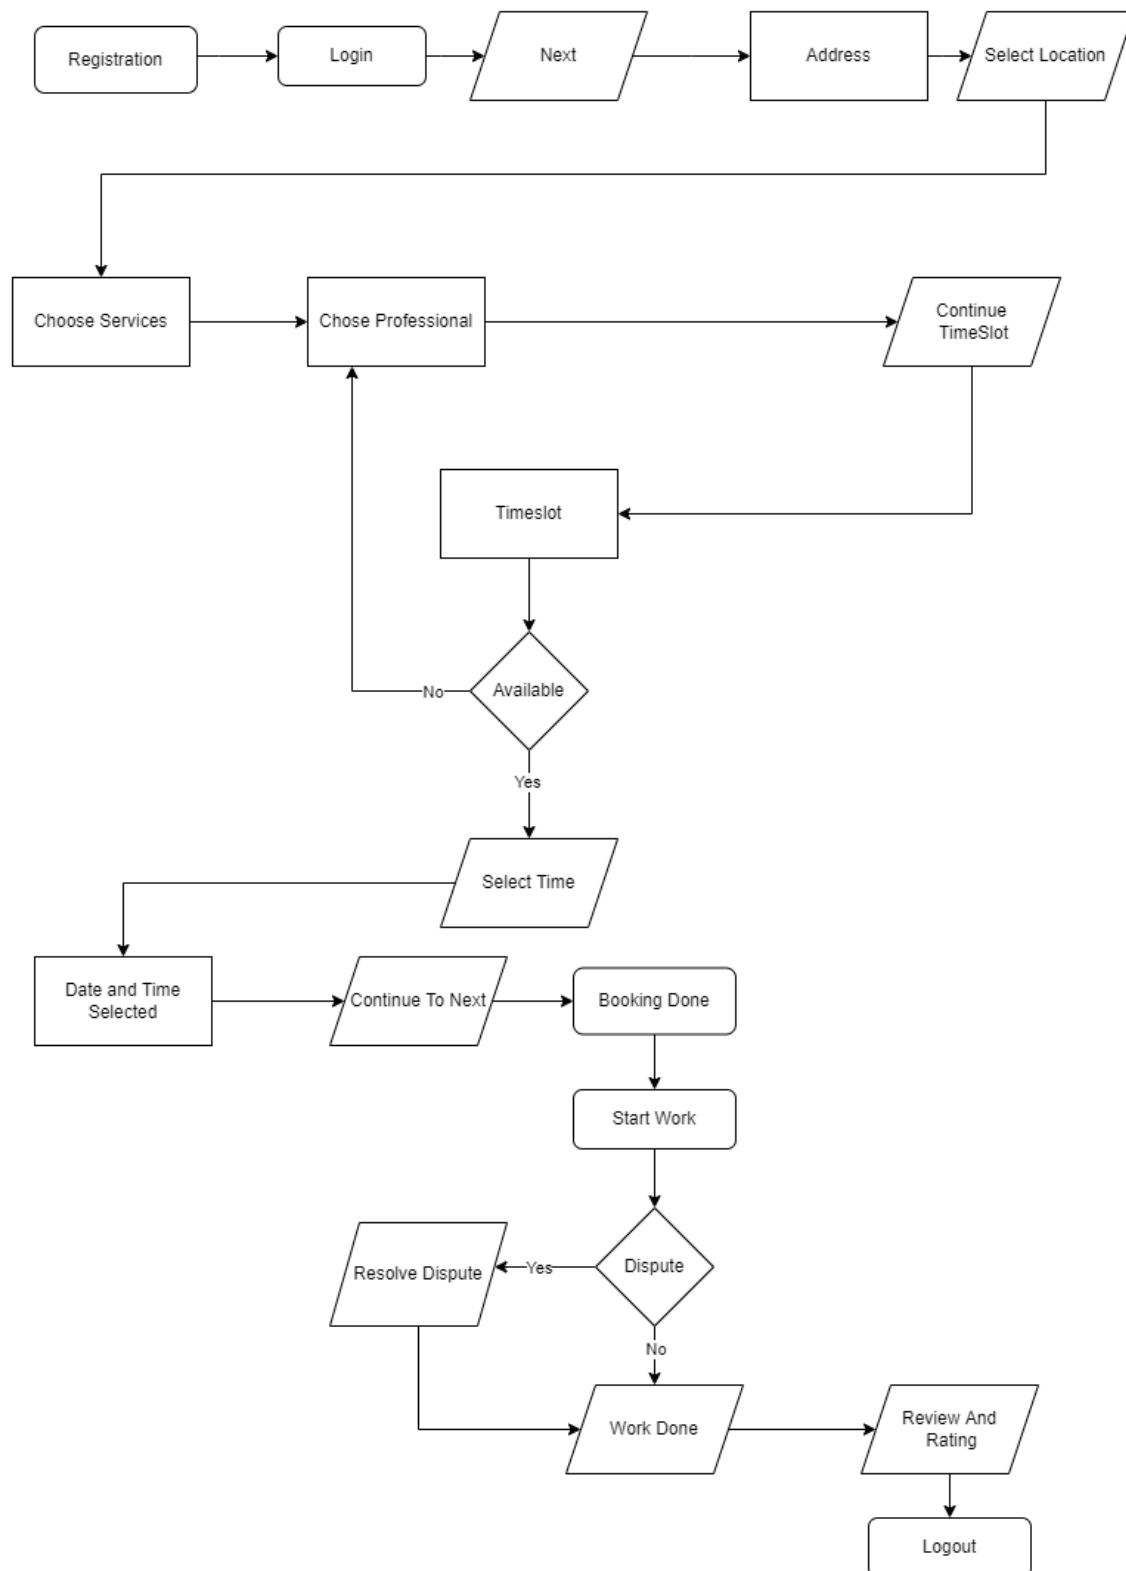 Registration
Login
Next
Address
Select Location
Choose Services
Chose Professional
Continue
TimeSlot
Timeslot
Available
No
Yes
Select Time
Date and Time
Selected
Continue To Next
Booking Done
Start Work
Dispute
Yes
Resolve Dispute
No
Work Done
Review And
Rating
Logout